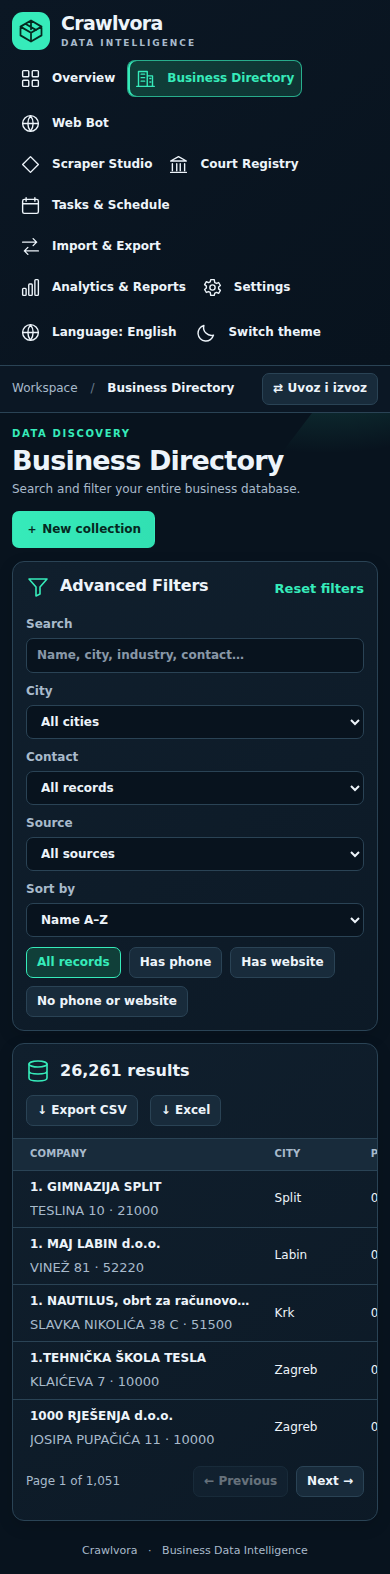 Crawlvora
DATA INTELLIGENCE
Overview
Business Directory
Web Bot
Scraper Studio
Court Registry
Tasks & Schedule
Import & Export
Analytics & Reports
Settings
Language: English
Switch theme
Workspace / Business Directory
⇄ Uvoz i izvoz
DATA DISCOVERY
Business Directory
Search and filter your entire business database.
+ New collection
Advanced Filters
Reset filters
Search
Name, city, industry, contact…
City
All cities
Contact
All records
Source
All sources
Sort by
Name A–Z
All records
Has phone
Has website
No phone or website
26,261 results
↓ Export CSV
↓ Excel
COMPANY CITY P
1. GIMNAZIJA SPLIT
TESLINA 10 · 21000
Split 0
1. MAJ LABIN d.o.o.
VINEŽ 81 · 52220
Labin 0
1. NAUTILUS, obrt za računovo…
SLAVKA NIKOLIĆA 38 C · 51500
Krk 0
1.TEHNIČKA ŠKOLA TESLA
KLAIĆEVA 7 · 10000
Zagreb 0
1000 RJEŠENJA d.o.o.
JOSIPA PUPAČIĆA 11 · 10000
Zagreb 0
Page 1 of 1,051
← Previous
Next →
Crawlvora · Business Data Intelligence